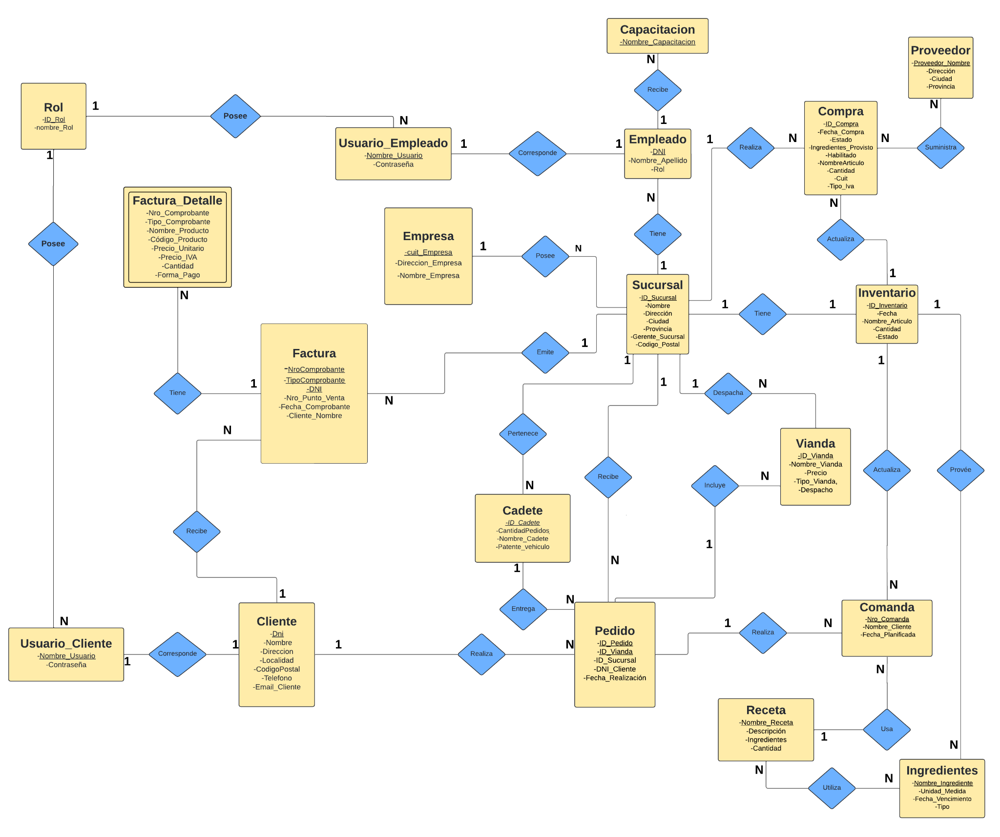 Capacitacion
-Nombre_Capacitacion
N
Recibe
1
Proveedor
-Proveedor_Nombre
-Dirección
-Ciudad
-Provincia
N
Rol
-ID_Rol
-nombre_Rol
1
Posee
N
1
Usuario_Empleado
-Nombre_Usuario
-Contraseña
1
Corresponde
1
Empleado
-DNI
-Nombre_Apellido
-Rol
N
Tiene
1
1
Realiza
N
Compra
-ID_Compra
-Fecha_Compra
-Estado
-Ingredientes_Provisto
-Habilitado
-NombreArticulo
-Cantidad
-Cuit
-Tipo_Iva
N
Suministra
N
Actualiza
1
Posee
Factura_Detalle
-Nro_Comprobante
-Tipo_Comprobante
-Nombre_Producto
-Código_Producto
-Precio_Unitario
-Precio_IVA
-Cantidad
-Forma_Pago
N
Tiene
1
Empresa
-cuit_Empresa
-Direccion_Empresa
-Nombre_Empresa
1
Posee
N
Sucursal
-ID_Sucursal
-Nombre
-Dirección
-Ciudad
-Provincia
-Gerente_Sucursal
-Codigo_Postal
1
Tiene
1
Inventario
-ID_Inventario
-Fecha
-Nombre_Articulo
-Cantidad
-Estado
1
1
Factura
-NroComprobante
-TipoComprobante
-DNI
-Nro_Punto_Venta
-Fecha_Comprobante
-Cliente_Nombre
N
Emite
1
N
Recibe
1
1
Pertenece
N
1
Recibe
N
1
Despacha
N
Vianda
-ID_Vianda
-Nombre_Vianda
-Precio
-Tipo_Vianda,
-Despacho
Incluye
N
1
Actualiza
N
Provée
N
Cadete
-ID_Cadete
-CantidadPedidos
-Nombre_Cadete
-Patente_vehiculo
1
Entrega
N
N
Usuario_Cliente
-Nombre_Usuario
-Contraseña
1
Corresponde
1
Cliente
-Dni
-Nombre
-Direccion
-Localidad
-CodigoPostal
-Telefono
-Email_Cliente
1
Realiza
N
Pedido
-ID_Pedido
-ID_Vianda
-ID_Sucursal
-DNI_Cliente
-Fecha_Realización
1
Realiza
N
Comanda
-Nro_Comanda
-Nombre_Cliente
-Fecha_Planificada
N
Usa
1
Receta
-Nombre_Receta
-Descripción
-Ingredientes
-Cantidad
N
Utiliza
N
Ingredientes
-Nombre_Ingrediente
-Unidad_Medida
-Fecha_Vencimiento
-Tipo